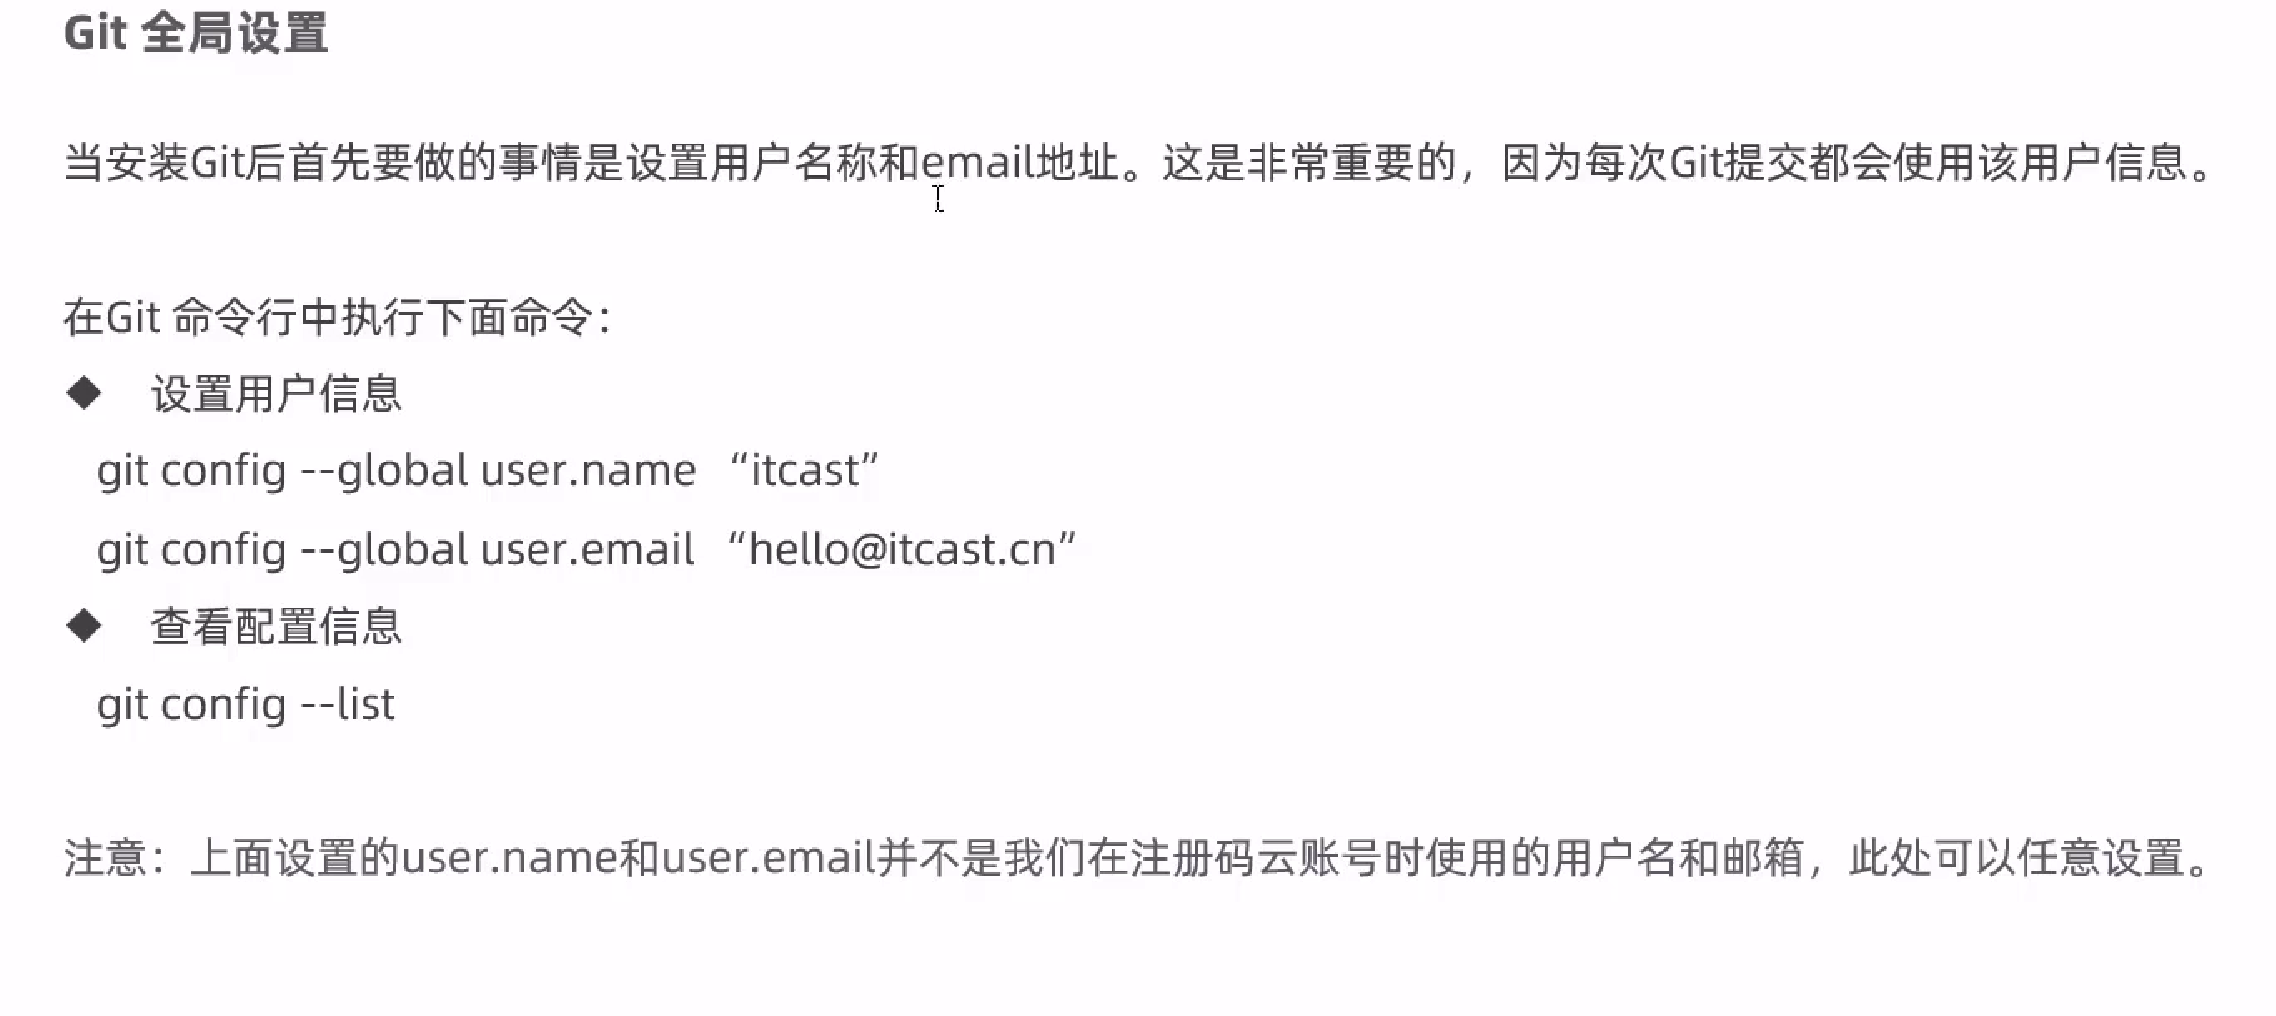 Git 全局设置
当安装Git后首先要做的事情是设置用户名称和email地址。这是非常重要的，因为每次Git提交都会使用该用户信息。
在Git 命令行中执行下面命令：
◆ 设置用户信息
git config --global user.name “itcast”
git config --global user.email “hello@itcast.cn”
◆ 查看配置信息
git config --list
注意：上面设置的user.name和user.email并不是我们在注册码云账号时使用的用户名和邮箱，此处可以任意设置。